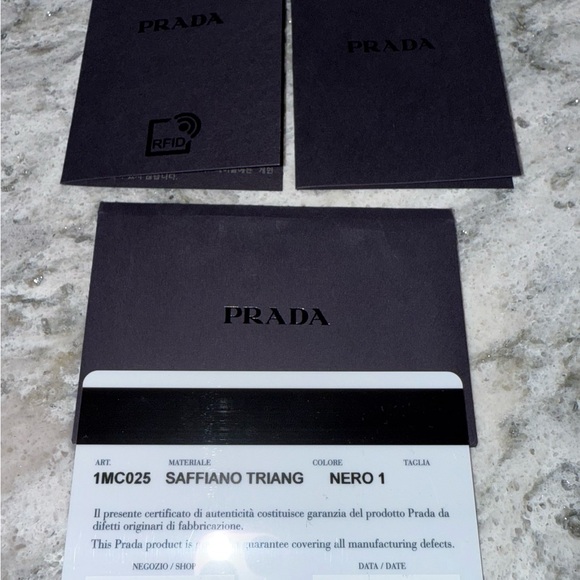 PRADA
PRADA
RFID
PRADA
ART. MATERIALE COLORE TAGLIA
1MC025 SAFFIANO TRIANG NERO 1
Il presente certificato di autenticità costituisce garanzia del prodotto Prada da
difetti originari di fabbricazione.
This Prada product is guarantee covering all manufacturing defects.
NEGOZIO / SHOP DATA / DATE